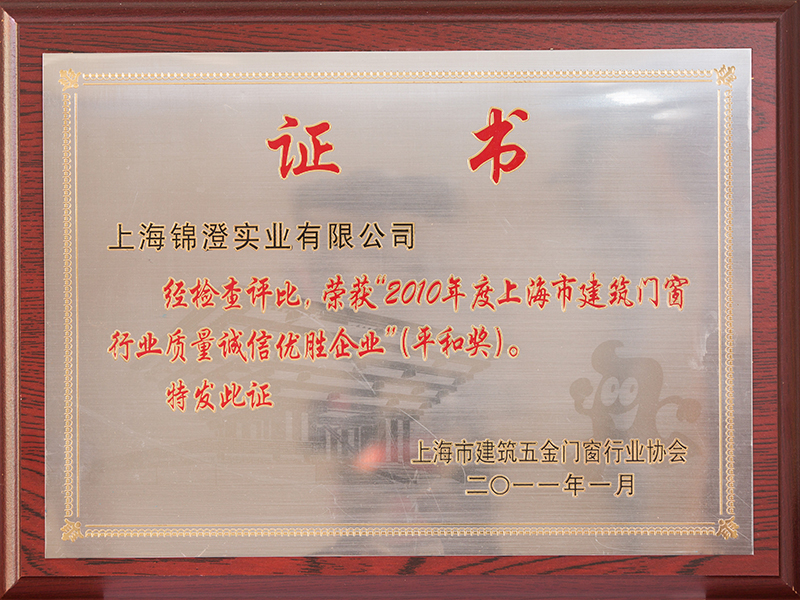 证 书
上海锦澄实业有限公司
经检查评比，荣获“2010年度上海市建筑门窗
行业质量诚信优胜企业”(平和奖)。
特发此证
上海市建筑五金门窗行业协会
二〇一一年一月